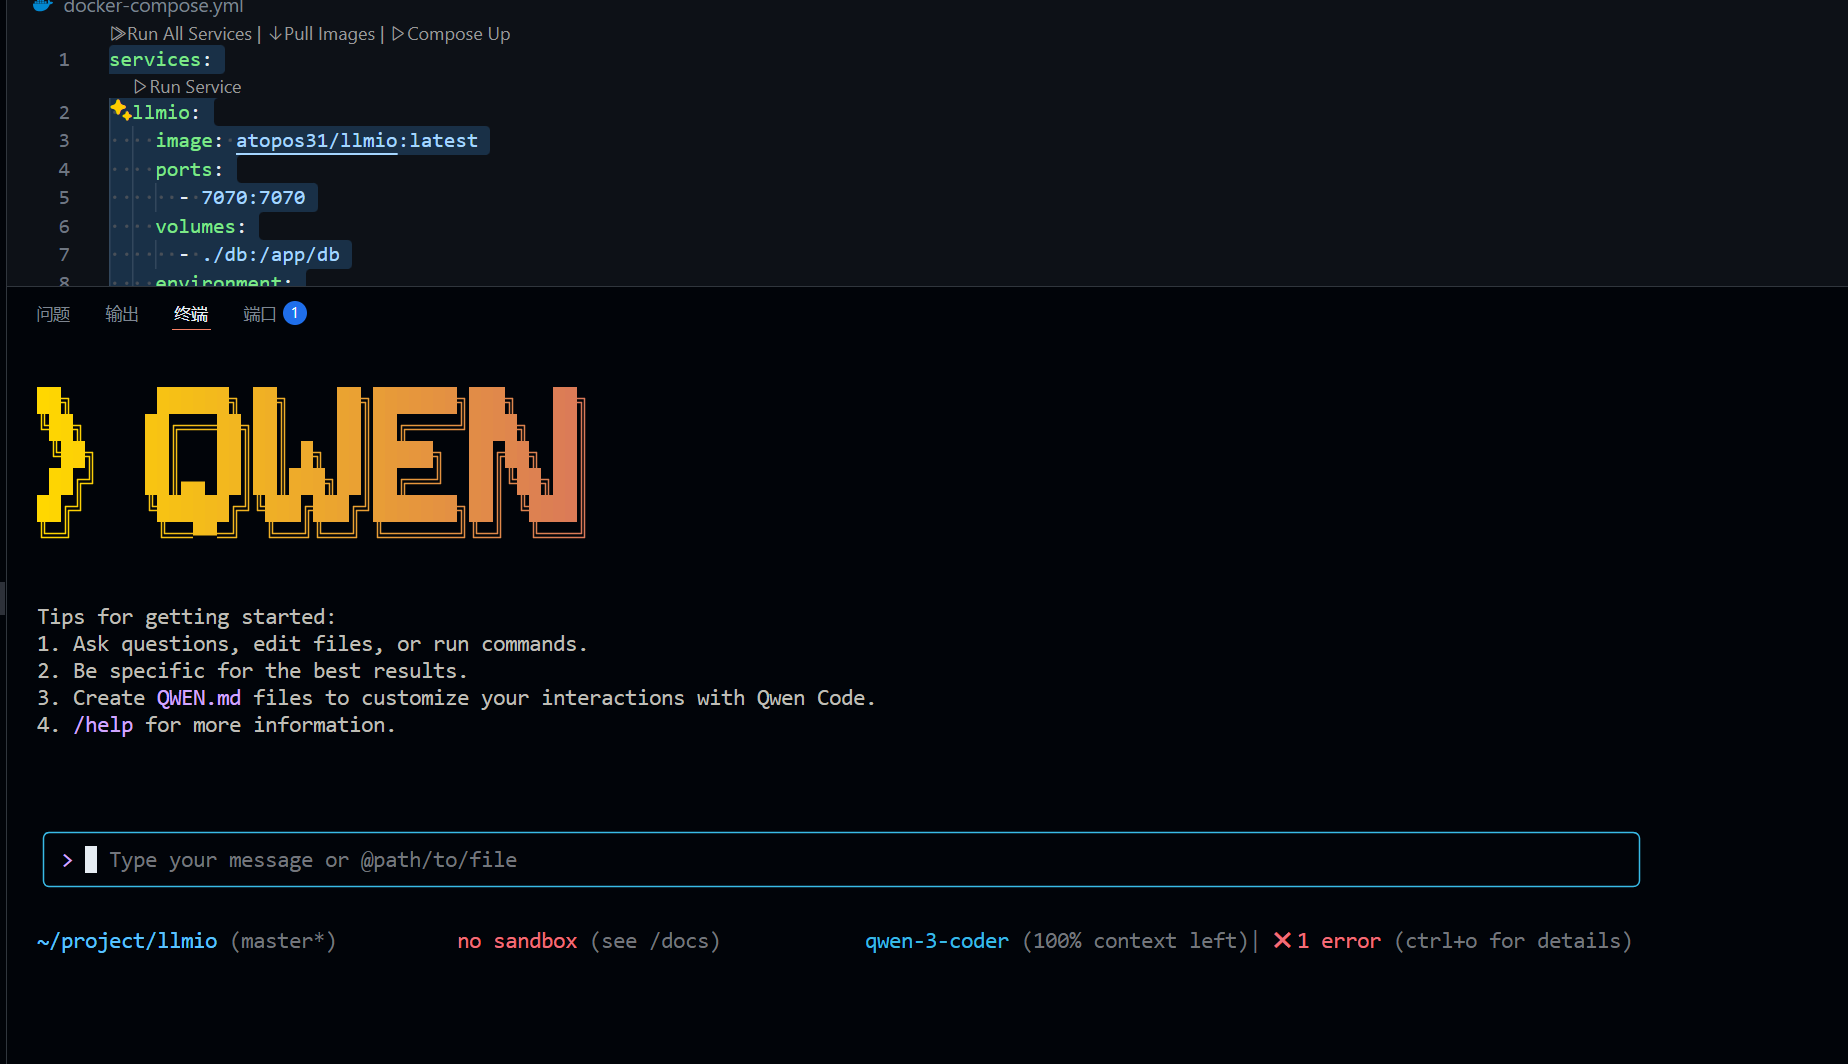 docker-compose.yml
Run All Services | Pull Images | Compose Up
1 services:
Run Service
2 llmio:
3 image: atopos31/llmio:latest
4 ports:
5 - 7070:7070
6 volumes:
7 - ./db:/app/db
8 environment:
问题 输出 终端 端口 1
> QWEN
Tips for getting started:
1. Ask questions, edit files, or run commands.
2. Be specific for the best results.
3. Create QWEN.md files to customize your interactions with Qwen Code.
4. /help for more information.
> Type your message or @path/to/file
~/project/llmio (master*) no sandbox (see /docs) qwen-3-coder (100% context left)| ✕ 1 error (ctrl+o for details)